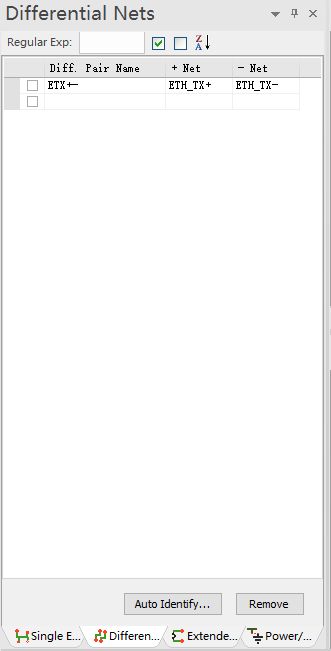 Differential Nets
Regular Exp:
Z A
Diff. Pair Name + Net - Net
ETX+- ETH_TX+ ETH_TX-
Auto Identify... Remove
Single E... Differen... Extende... Power/...